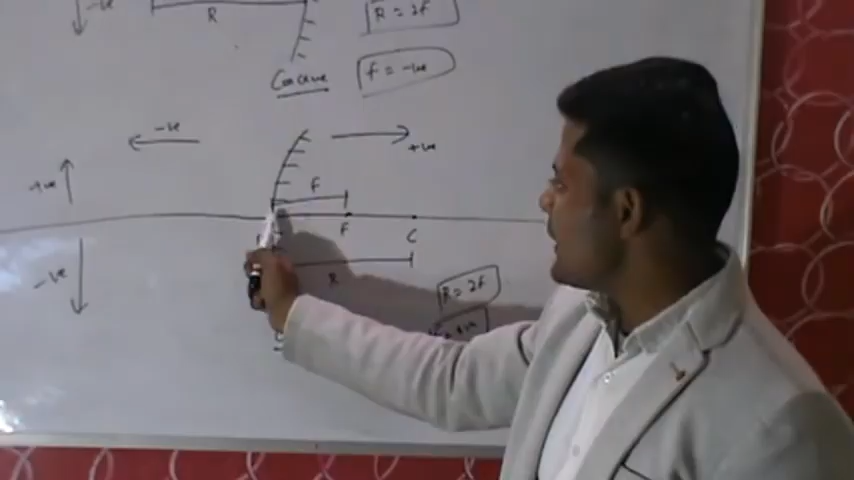 -ve
R
R = 2f
Concave
f = -ve
-ve
+ve
+ve
F
F
C
-ve
R
R = 2f